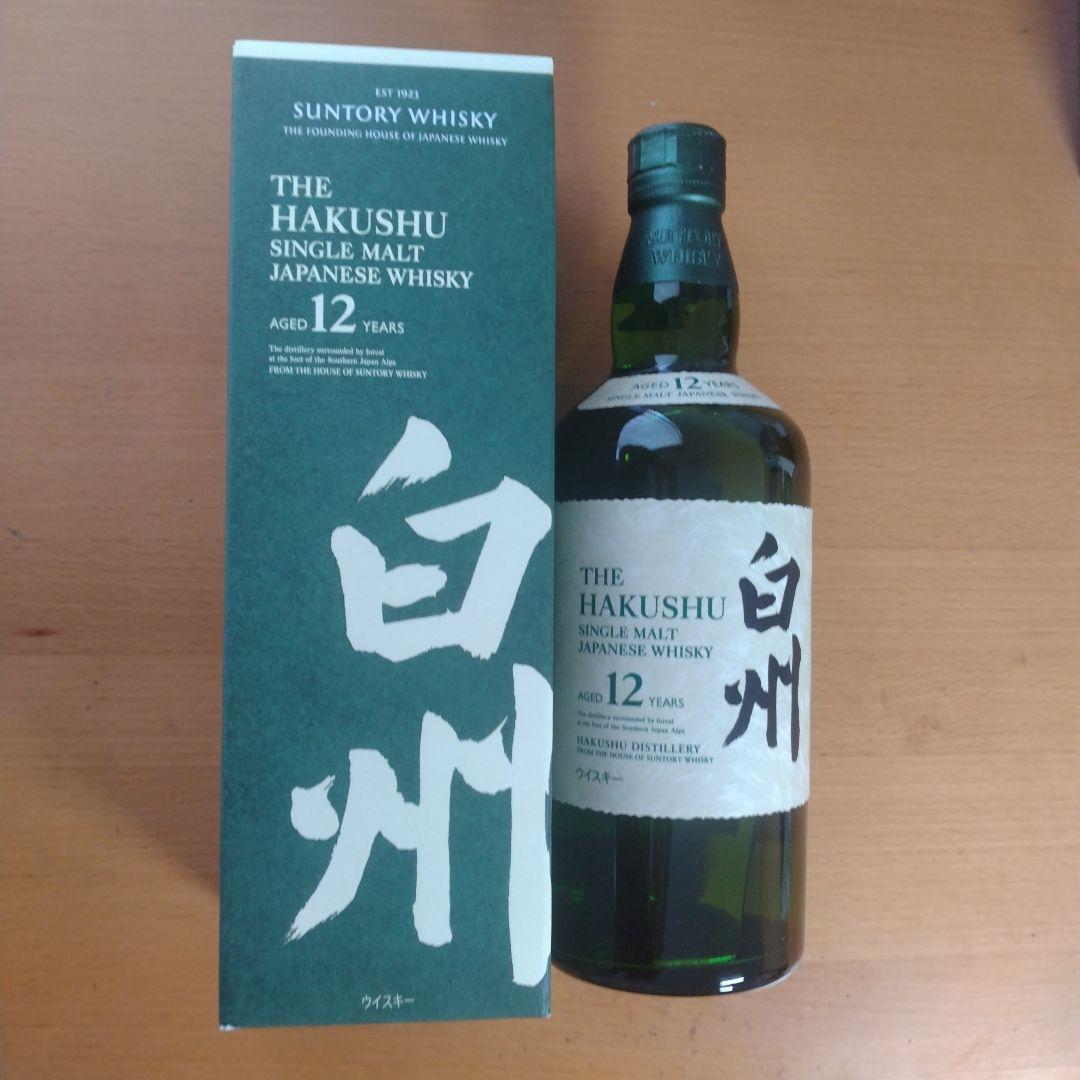 EST 1923
SUNTORY WHISKY
THE FOUNDING HOUSE OF JAPANESE WHISKY
THE
HAKUSHU
SINGLE MALT
JAPANESE WHISKY
AGED 12 YEARS
The distillery surrounded by forest
at the foot of the Southern Japan Alps
FROM THE HOUSE OF SUNTORY WHISKY
白州
ウイスキー
SUNTORY
WHISKY
AGED 12 YEARS
SINGLE MALT JAPANESE WHISKY
THE
HAKUSHU
SINGLE MALT
JAPANESE WHISKY
AGED 12 YEARS
The distillery surrounded by forest
at the foot of the Southern Japan Alps
HAKUSHU DISTILLERY
FROM THE HOUSE OF SUNTORY WHISKY
ウイスキー
白州